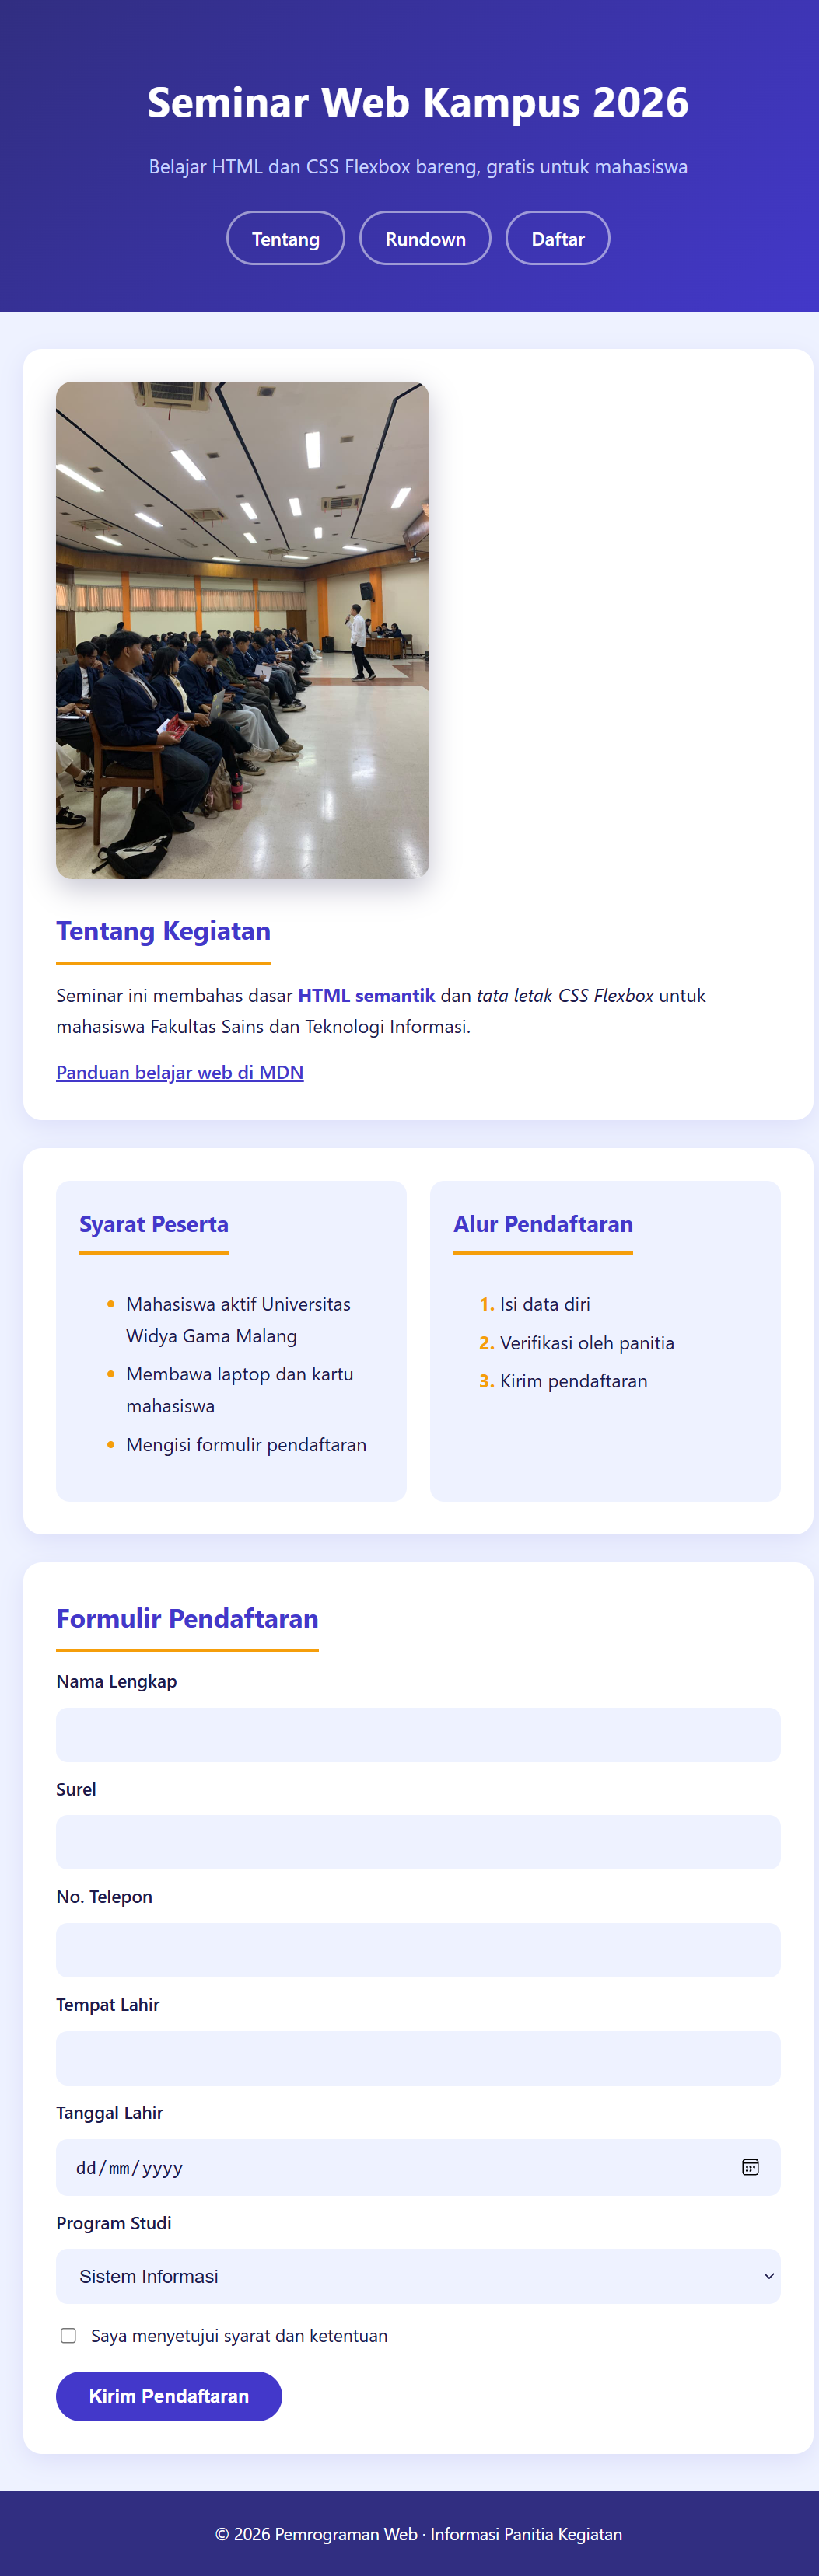 Seminar Web Kampus 2026
Belajar HTML dan CSS Flexbox bareng, gratis untuk mahasiswa
Tentang
Rundown
Daftar
Tentang Kegiatan
Seminar ini membahas dasar HTML semantik dan tata letak CSS Flexbox untuk
mahasiswa Fakultas Sains dan Teknologi Informasi.
Panduan belajar web di MDN
Syarat Peserta
Mahasiswa aktif Universitas
Widya Gama Malang
Membawa laptop dan kartu
mahasiswa
Mengisi formulir pendaftaran
Alur Pendaftaran
1. Isi data diri
2. Verifikasi oleh panitia
3. Kirim pendaftaran
Formulir Pendaftaran
Nama Lengkap
Surel
No. Telepon
Tempat Lahir
Tanggal Lahir
dd/mm/yyyy
Program Studi
Sistem Informasi
Saya menyetujui syarat dan ketentuan
Kirim Pendaftaran
© 2026 Pemrograman Web · Informasi Panitia Kegiatan